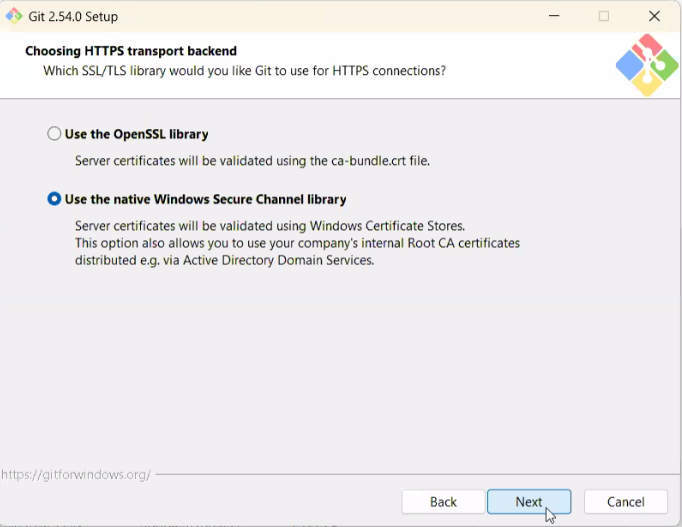 Git 2.54.0 Setup
Choosing HTTPS transport backend
Which SSL/TLS library would you like Git to use for HTTPS connections?
Use the OpenSSL library
Server certificates will be validated using the ca-bundle.crt file.
Use the native Windows Secure Channel library
Server certificates will be validated using Windows Certificate Stores.
This option also allows you to use your company's internal Root CA certificates
distributed e.g. via Active Directory Domain Services.
https://gitforwindows.org/
Back
Next
Cancel